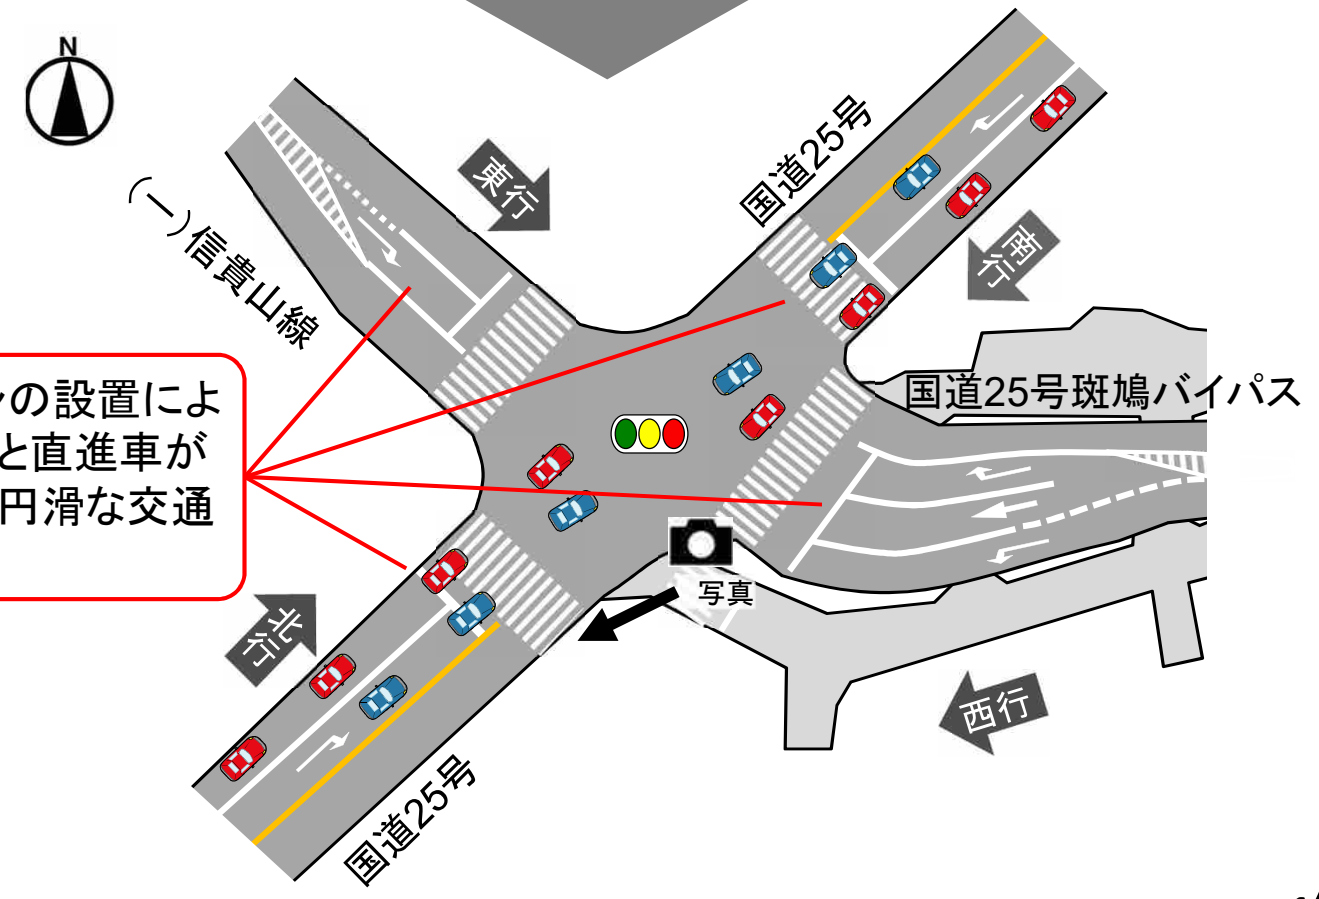 N
東行
国道25号
(一)信貴山線
南行
国道25号斑鳩バイパス
の設置によ
と直進車が
円滑な交通
写真
北行
西行
国道25号